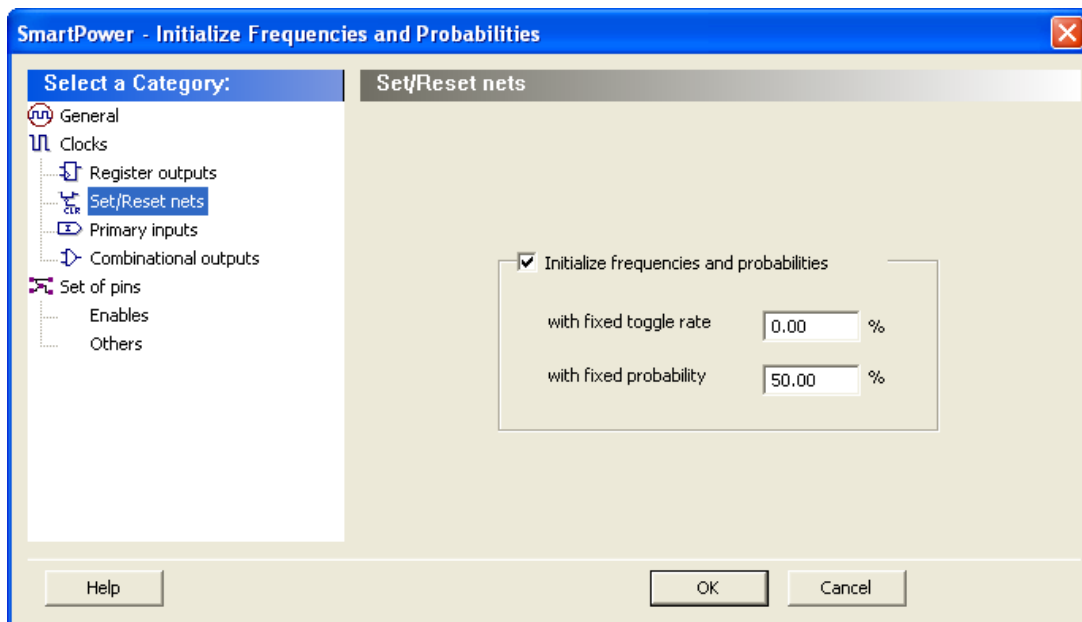 SmartPower - Initialize Frequencies and Probabilities
Select a Category:
Set/Reset nets
General
Clocks
Register outputs
CLR Set/Reset nets
Primary inputs
Combinational outputs
Set of pins
Enables
Others
Initialize frequencies and probabilities
with fixed toggle rate 0.00 %
with fixed probability 50.00 %
Help
OK
Cancel